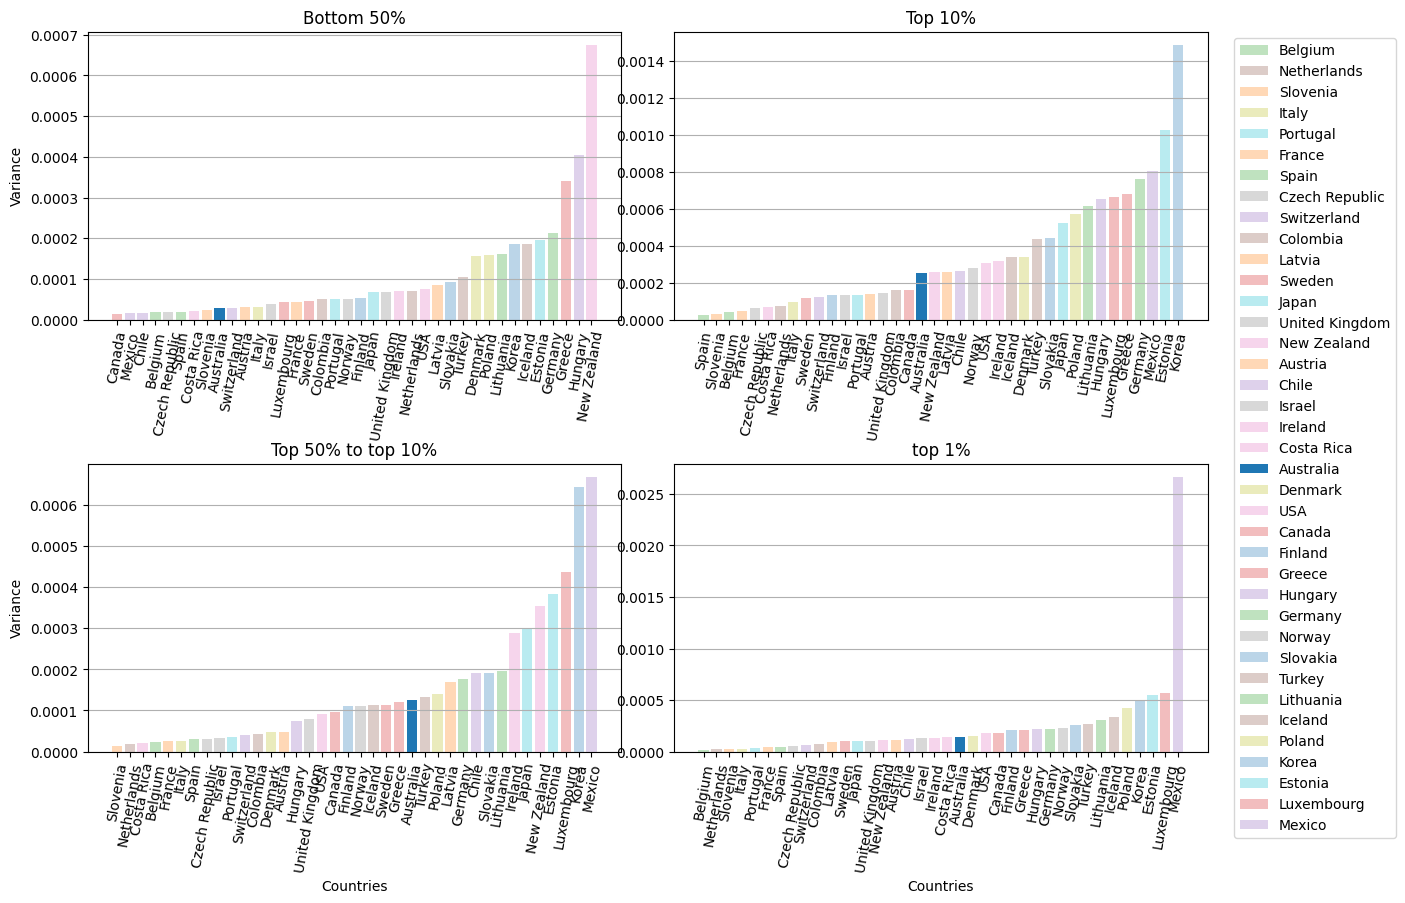 Bottom 50%
Variance
0.0007
0.0006
0.0005
0.0004
0.0003
0.0002
0.0001
0.0000
Canada
Mexico
Chile
Belgium
Czech Republic
Spain
Costa Rica
Slovenia
Australia
Switzerland
Austria
Italy
Israel
Luxembourg
France
Sweden
Colombia
Portugal
Norway
Finland
Japan
United Kingdom
Ireland
Netherlands
USA
Latvia
Slovakia
Turkey
Denmark
Poland
Lithuania
Korea
Iceland
Estonia
Germany
Greece
Hungary
New Zealand
Top 10%
0.0014
0.0012
0.0010
0.0008
0.0006
0.0004
0.0002
0.0000
Spain
Slovenia
Belgium
France
Czech Republic
Costa Rica
Netherlands
Italy
Sweden
Switzerland
Finland
Israel
Portugal
Austria
United Kingdom
Colombia
Canada
Australia
New Zealand
Latvia
Chile
Norway
USA
Ireland
Iceland
Denmark
Turkey
Slovakia
Japan
Poland
Lithuania
Hungary
Luxembourg
Greece
Germany
Mexico
Estonia
Korea
Top 50% to top 10%
Variance
0.0006
0.0005
0.0004
0.0003
0.0002
0.0001
0.0000
Slovenia
Netherlands
Costa Rica
Belgium
France
Italy
Spain
Czech Republic
Israel
Portugal
Switzerland
Colombia
Denmark
Austria
Hungary
United Kingdom
USA
Canada
Finland
Norway
Iceland
Sweden
Greece
Australia
Turkey
Poland
Latvia
Germany
Chile
Slovakia
Lithuania
Ireland
Japan
New Zealand
Estonia
Luxembourg
Korea
Mexico
Countries
top 1%
0.0025
0.0020
0.0015
0.0010
0.0005
0.0000
Belgium
Netherlands
Slovenia
Italy
Portugal
France
Spain
Czech Republic
Switzerland
Colombia
Latvia
Sweden
Japan
United Kingdom
New Zealand
Austria
Chile
Israel
Ireland
Costa Rica
Australia
Denmark
USA
Canada
Finland
Greece
Hungary
Germany
Norway
Slovakia
Turkey
Lithuania
Iceland
Poland
Korea
Estonia
Luxembourg
Mexico
Countries
Belgium
Netherlands
Slovenia
Italy
Portugal
France
Spain
Czech Republic
Switzerland
Colombia
Latvia
Sweden
Japan
United Kingdom
New Zealand
Austria
Chile
Israel
Ireland
Costa Rica
Australia
Denmark
USA
Canada
Finland
Greece
Hungary
Germany
Norway
Slovakia
Turkey
Lithuania
Iceland
Poland
Korea
Estonia
Luxembourg
Mexico